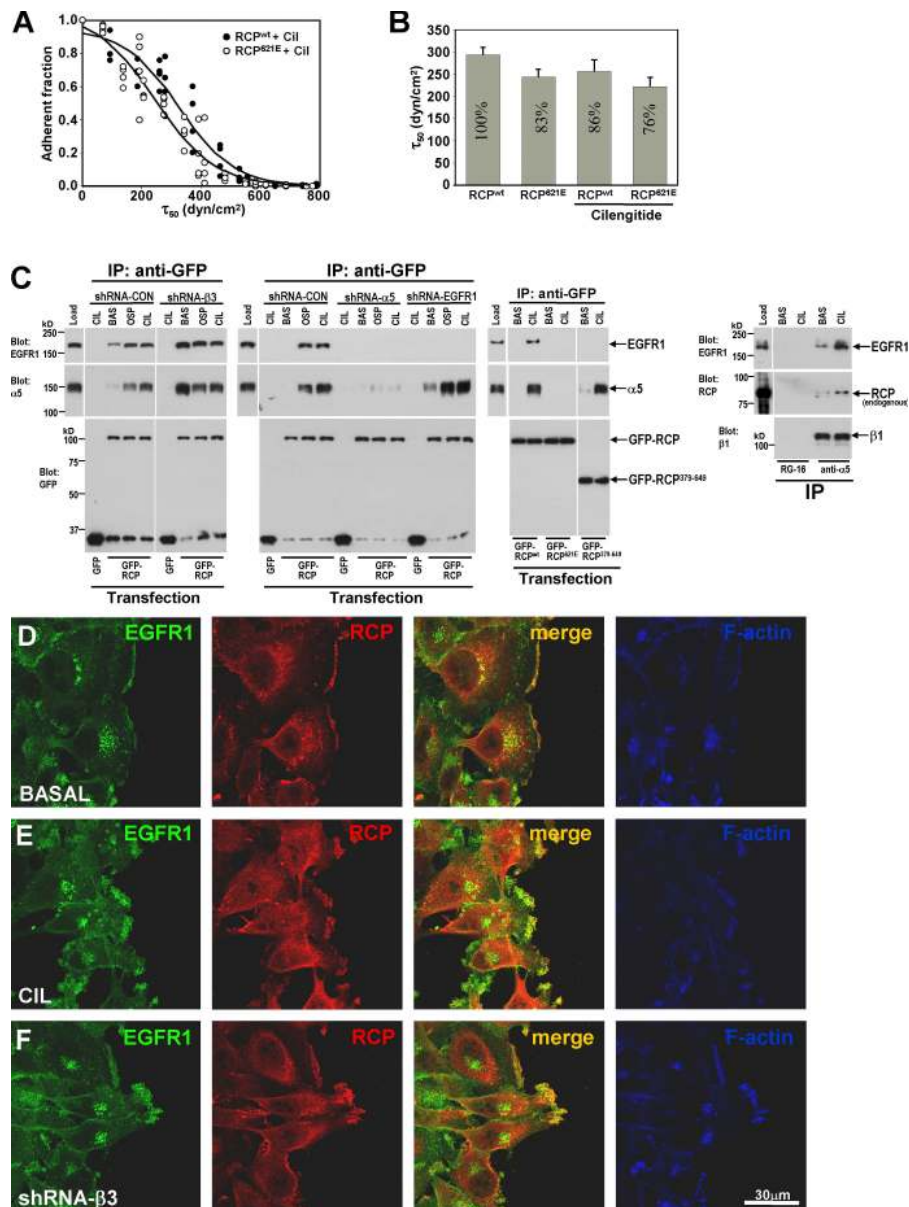 A
Adherent fraction
1.0
0.8
0.6
0.4
0.2
0.0
0 200 400 600 800
τ50 (dyn/cm²)
● RCPwt + Cil
○ RCP621E + Cil
B
τ50 (dyn/cm²)
350
300
250
200
150
100
50
0
100% 83% 86% 76%
RCPwt RCP621E RCPwt RCP621E
Cilengitide
C
IP: anti-GFP
shRNA-CON shRNA-β3
Load CIL BAS OSP CIL CIL BAS OSP CIL
kD
250
150
Blot: EGFR1
150
100
Blot: α5
kD
100
75
50
37
Blot: GFP
GFP GFP-RCP GFP GFP-RCP
Transfection
IP: anti-GFP
shRNA-CON shRNA-α5 shRNA-EGFR1
Load CIL BAS OSP CIL CIL BAS OSP CIL CIL BAS OSP CIL
GFP GFP-RCP GFP GFP-RCP GFP GFP-RCP
Transfection
IP: anti-GFP
Load BAS CIL BAS CIL BAS CIL
EGFR1
α5
GFP-RCP
GFP-RCP379-649
GFP-RCPwt GFP-RCP621E GFP-RCP379-649
Transfection
Load BAS CIL BAS CIL
kD
250
150
Blot: EGFR1
EGFR1
Blot: RCP
100
75
RCP
(endogenous)
Blot: β1
kD
100
β1
RG-16 anti-α5
IP
D
EGFR1 RCP merge F-actin
BASAL
E
EGFR1 RCP merge F-actin
CIL
F
EGFR1 RCP merge F-actin
shRNA-β3
30µm